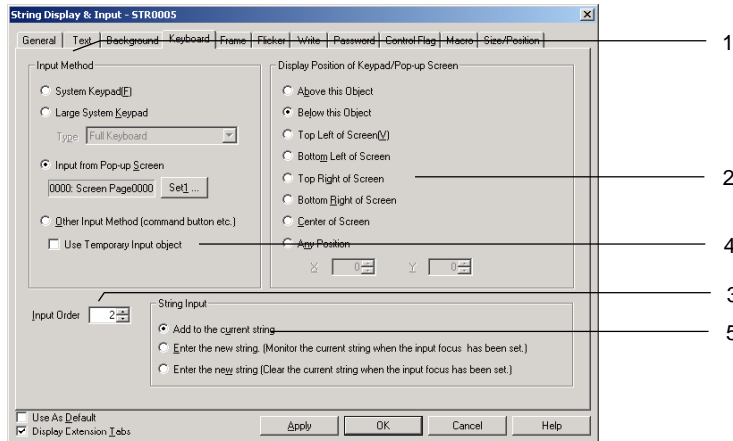 String Display & Input - STR0005
General Text Background Keyboard Frame Flicker Write Password Control Flag Macro Size/Position
1
Input Method
System Keypad(F)
Large System Keypad
Type Full Keyboard
Input from Pop-up Screen
0000: Screen Page0000 Set1 ...
Other Input Method (command button etc.)
Use Temporary Input object
Display Position of Keypad/Pop-up Screen
Above this Object
Below this Object
Top Left of Screen(V)
Bottom Left of Screen
Top Right of Screen
2
Bottom Right of Screen
Center of Screen
Any Position
4
X 0 Y 0
3
Input Order 2
String Input
Add to the current string
5
Enter the new string. (Monitor the current string when the input focus has been set.)
Enter the new string (Clear the current string when the input focus has been set.)
Use As Default
Display Extension Tabs
Apply OK Cancel Help